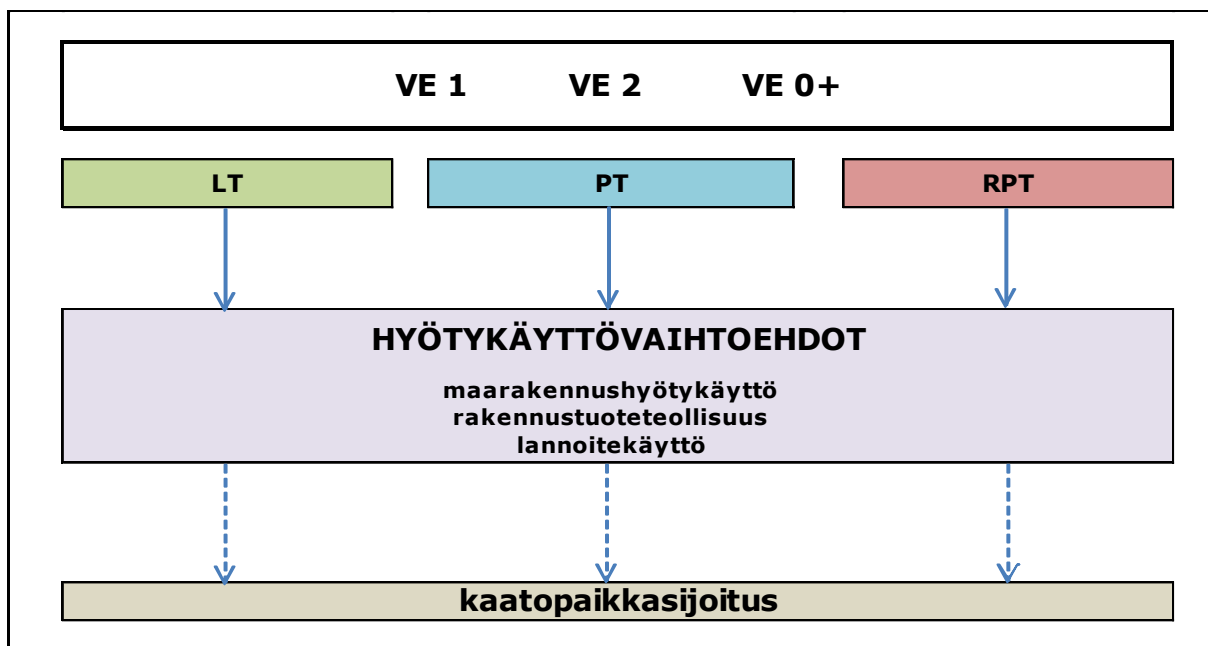 VE 1 VE 2 VE 0+
LT PT RPT
HYÖTYKÄYTTÖVAIHTOEHDOT
maarakennushyötykäyttö
rakennustuoteteollisuus
lannoitekäyttö
kaatopaikkasijoitus